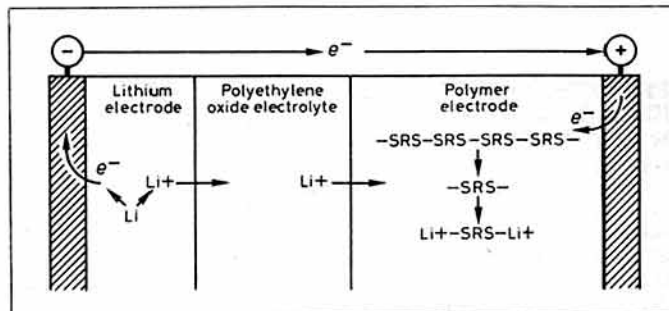 − e− +
Lithium electrode
Polyethylene oxide electrolyte
Polymer electrode
e−
–SRS–SRS–SRS–SRS–
e−
Li+ Li+ –SRS–
Li
Li+–SRS–Li+